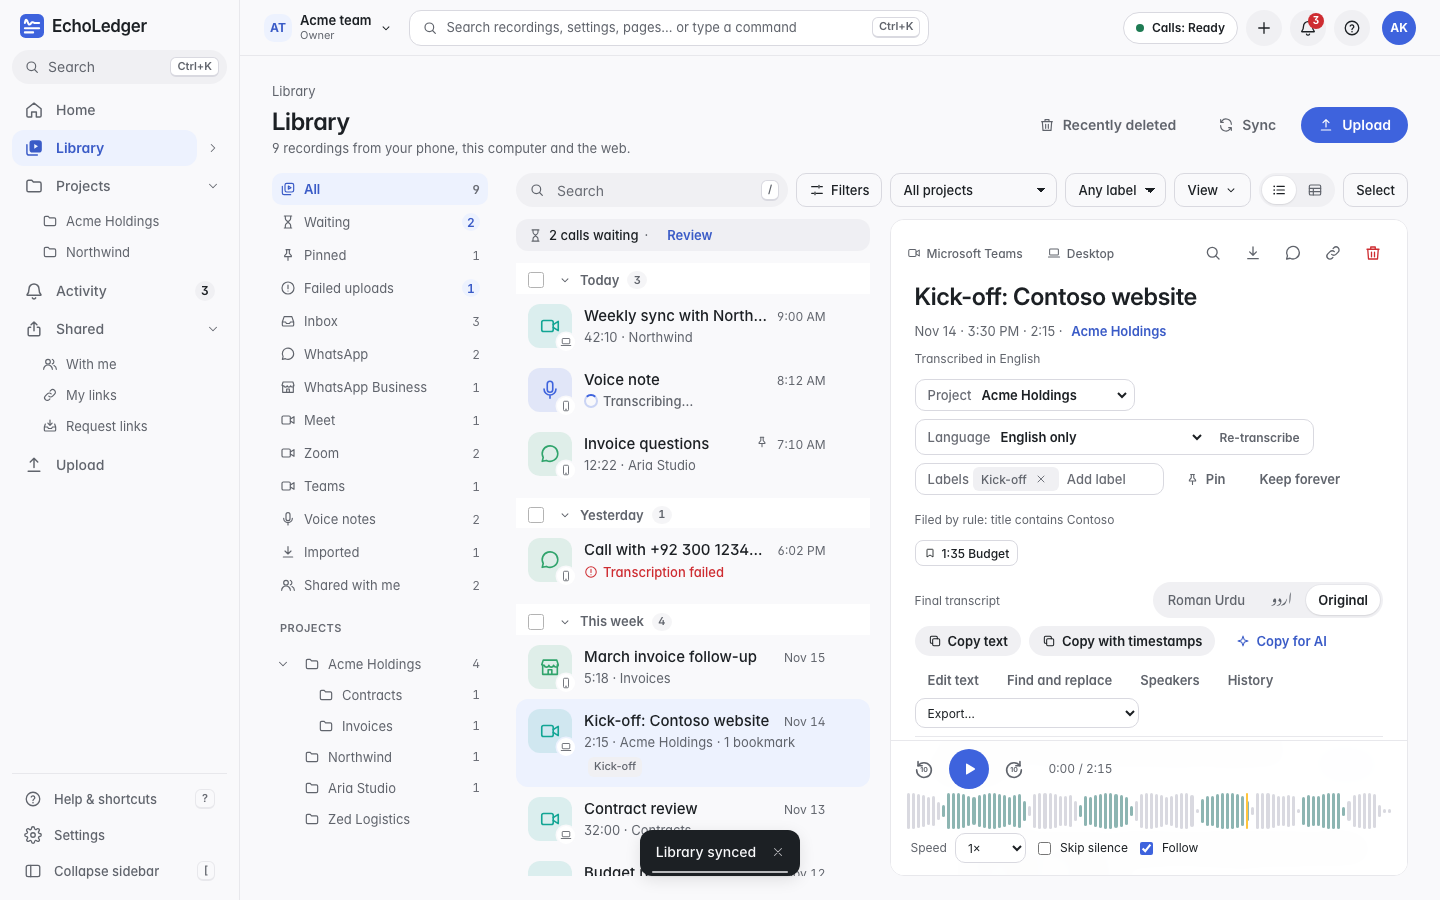 EchoLedger
Search Ctrl+K
Home
Library
Projects
Acme Holdings
Northwind
Activity 3
Shared
With me
My links
Request links
Upload
Help & shortcuts ?
Settings
Collapse sidebar [
AT Acme team
Owner
Search recordings, settings, pages... or type a command Ctrl+K
Calls: Ready
3
AK
Library
Library
9 recordings from your phone, this computer and the web.
Recently deleted
Sync
Upload
All 9
Waiting 2
Pinned 1
Failed uploads 1
Inbox 3
WhatsApp 2
WhatsApp Business 1
Meet 1
Zoom 2
Teams 1
Voice notes 2
Imported 1
Shared with me 2
PROJECTS
Acme Holdings 4
Contracts 1
Invoices 1
Northwind 1
Aria Studio 1
Zed Logistics
Search /
Filters
All projects
Any label
View
Select
2 calls waiting · Review
Today 3
Weekly sync with North... 9:00 AM
42:10 · Northwind
Voice note 8:12 AM
Transcribing...
Invoice questions 7:10 AM
12:22 · Aria Studio
Yesterday 1
Call with +92 300 1234... 6:02 PM
Transcription failed
This week 4
March invoice follow-up Nov 15
5:18 · Invoices
Kick-off: Contoso website Nov 14
2:15 · Acme Holdings · 1 bookmark
Kick-off
Contract review Nov 13
32:00 · Contracts
Budget
12
Library synced
Microsoft Teams Desktop
Kick-off: Contoso website
Nov 14 · 3:30 PM · 2:15 · Acme Holdings
Transcribed in English
Project Acme Holdings
Language English only Re-transcribe
Labels Kick-off Add label Pin Keep forever
Filed by rule: title contains Contoso
1:35 Budget
Final transcript Roman Urdu اردو Original
Copy text Copy with timestamps Copy for AI
Edit text Find and replace Speakers History
Export...
10 10 0:00 / 2:15
Speed 1× Skip silence Follow